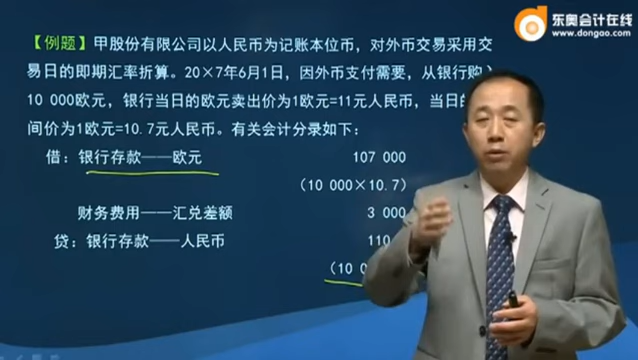 东奥会计在线
www.dongao.com
【例题】甲股份有限公司以人民币为记账本位币，对外币交易采用交
易日的即期汇率折算。20×7年6月1日，因外币支付需要，从银行购
10 000欧元，银行当日的欧元卖出价为1欧元=11元人民币，当日
间价为1欧元=10.7元人民币。有关会计分录如下：
借：银行存款——欧元 107 000
（10 000×10.7）
财务费用——汇兑差额 3 000
贷：银行存款——人民币 110
（10